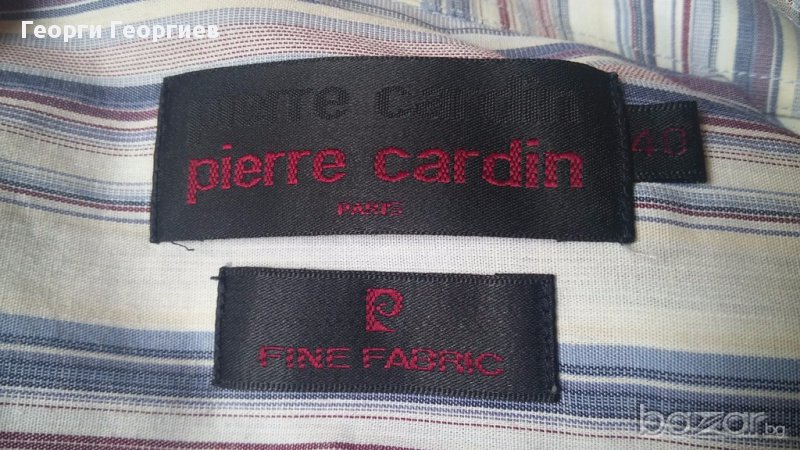 Георги Георгиев
pierre cardin
pierre cardin
PARIS
40
P
FINE FABRIC
bazar.bg